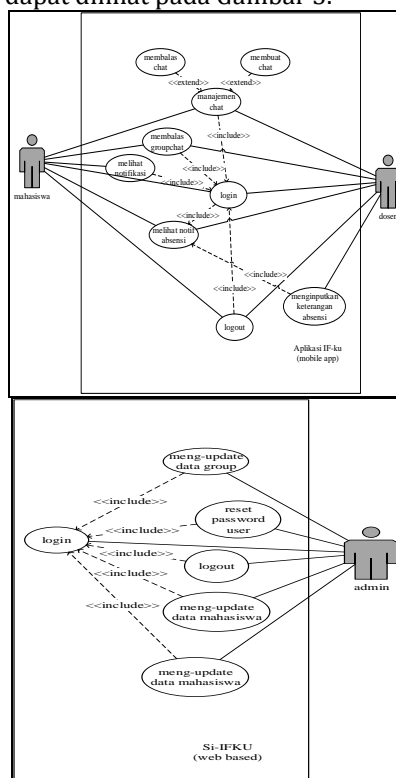 dapat dilihat pada Gambar 3.
membalas
chat
membuat
chat
<<extend>>
<<extend>>
manajemen
chat
<<include>>
membalas
groupchat
<<include>>
melihat
notifikasi
<<include>>
login
mahasiswa
dosen
<<include>>
melihat notif
absensi
<<include>>
menginputkan
keterangan
absensi
<<include>>
logout
Aplikasi IF-ku
(mobile app)
meng-update
data group
<<include>>
reset
password
user
<<include>>
login
<<include>>
logout
admin
<<include>>
meng-update
data mahasiswa
<<include>>
meng-update
data mahasiswa
Si-IFKU
(web based)